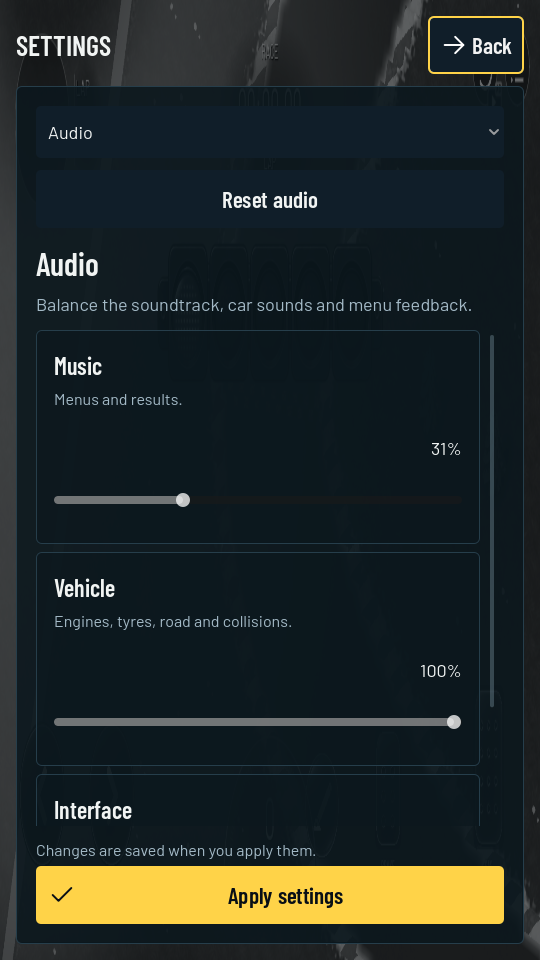 SETTINGS
Back
Audio
Reset audio
Audio
Balance the soundtrack, car sounds and menu feedback.
Music
Menus and results.
31%
Vehicle
Engines, tyres, road and collisions.
100%
Interface
Changes are saved when you apply them.
Apply settings